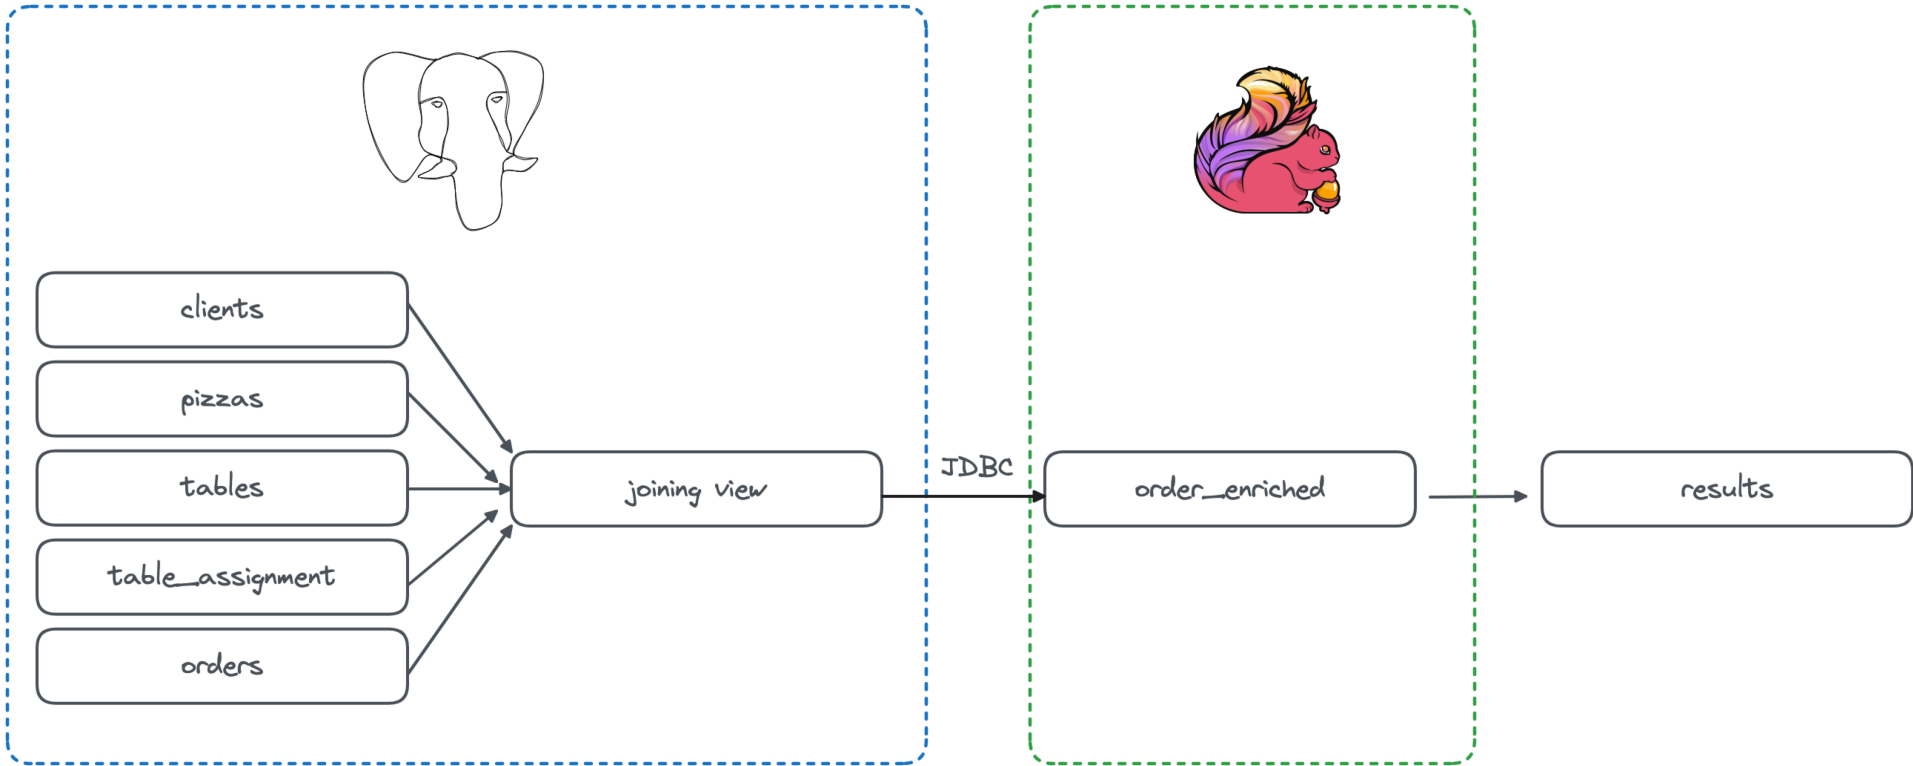 clients
pizzas
tables
table_assignment
orders
joining view
JDBC
order_enriched
results